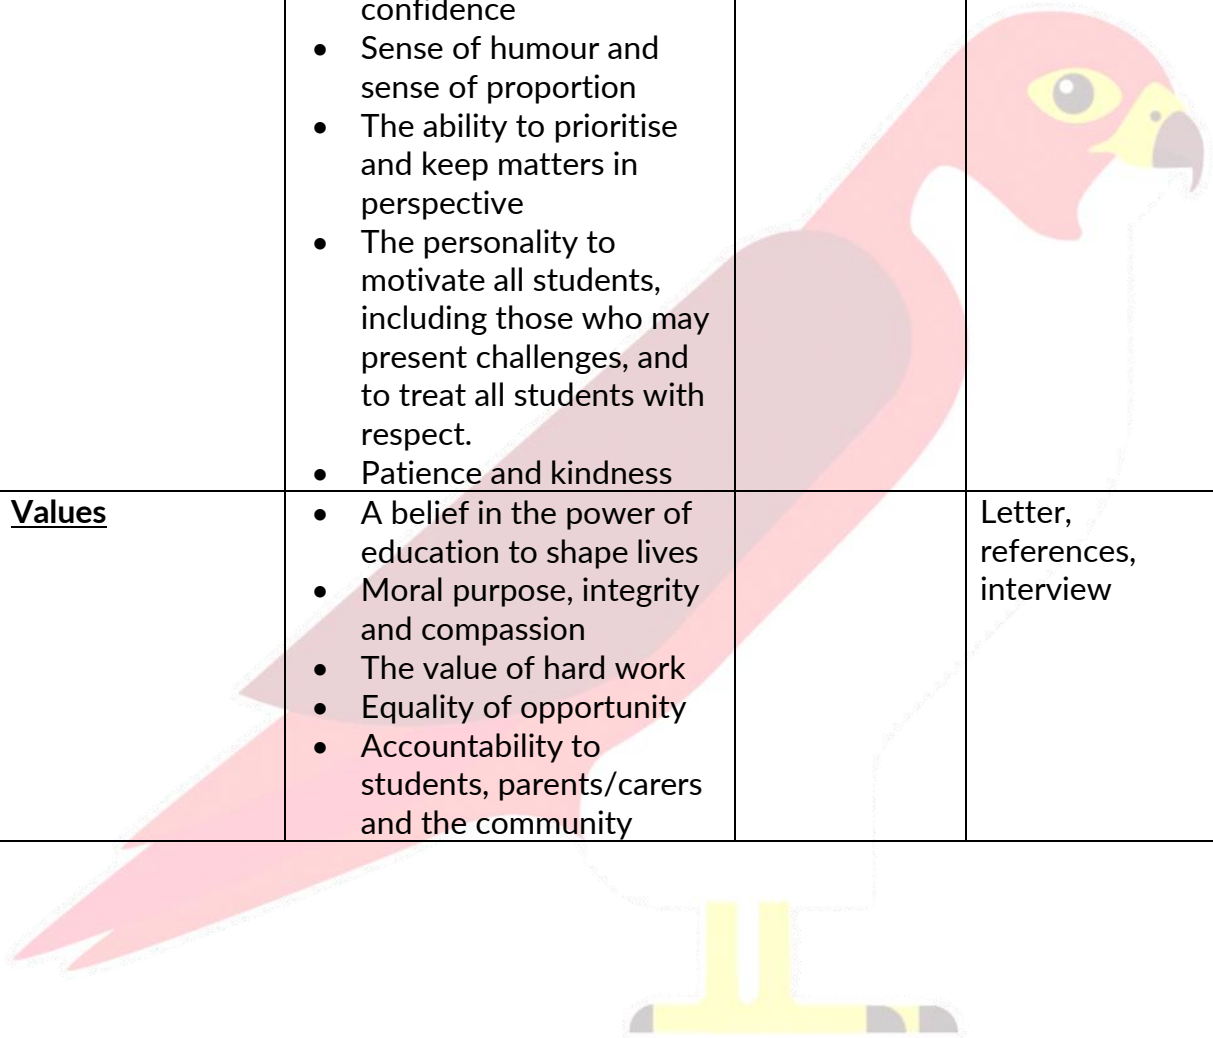 confidence
• Sense of humour and
sense of proportion
• The ability to prioritise
and keep matters in
perspective
• The personality to
motivate all students,
including those who may
present challenges, and
to treat all students with
respect.
• Patience and kindness
Values
• A belief in the power of
education to shape lives
• Moral purpose, integrity
and compassion
• The value of hard work
• Equality of opportunity
• Accountability to
students, parents/carers
and the community
Letter,
references,
interview